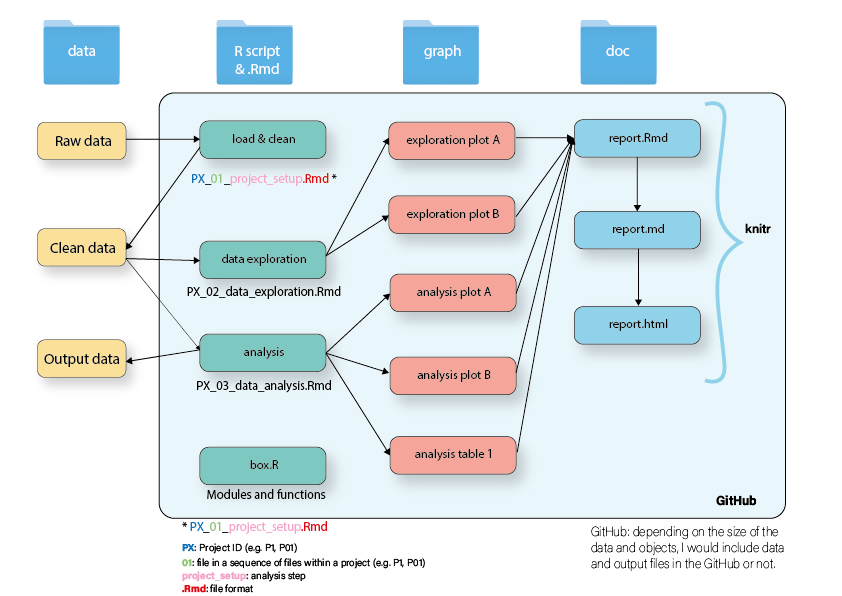 data
R script
& .Rmd
graph
doc
Raw data
load & clean
exploration plot A
report.Rmd
PX_01_project_setup.Rmd *
exploration plot B
report.md
knitr
Clean data
data exploration
PX_02_data_exploration.Rmd
analysis plot A
report.html
Output data
analysis
PX_03_data_analysis.Rmd
analysis plot B
box.R
analysis table 1
Modules and functions
GitHub
* PX_01_project_setup.Rmd
PX: Project ID (e.g. P1, P01)
01: file in a sequence of files within a project (e.g. P1, P01)
project_setup: analysis step
.Rmd: file format
GitHub: depending on the size of the
data and objects, I would include data
and output files in the GitHub or not.